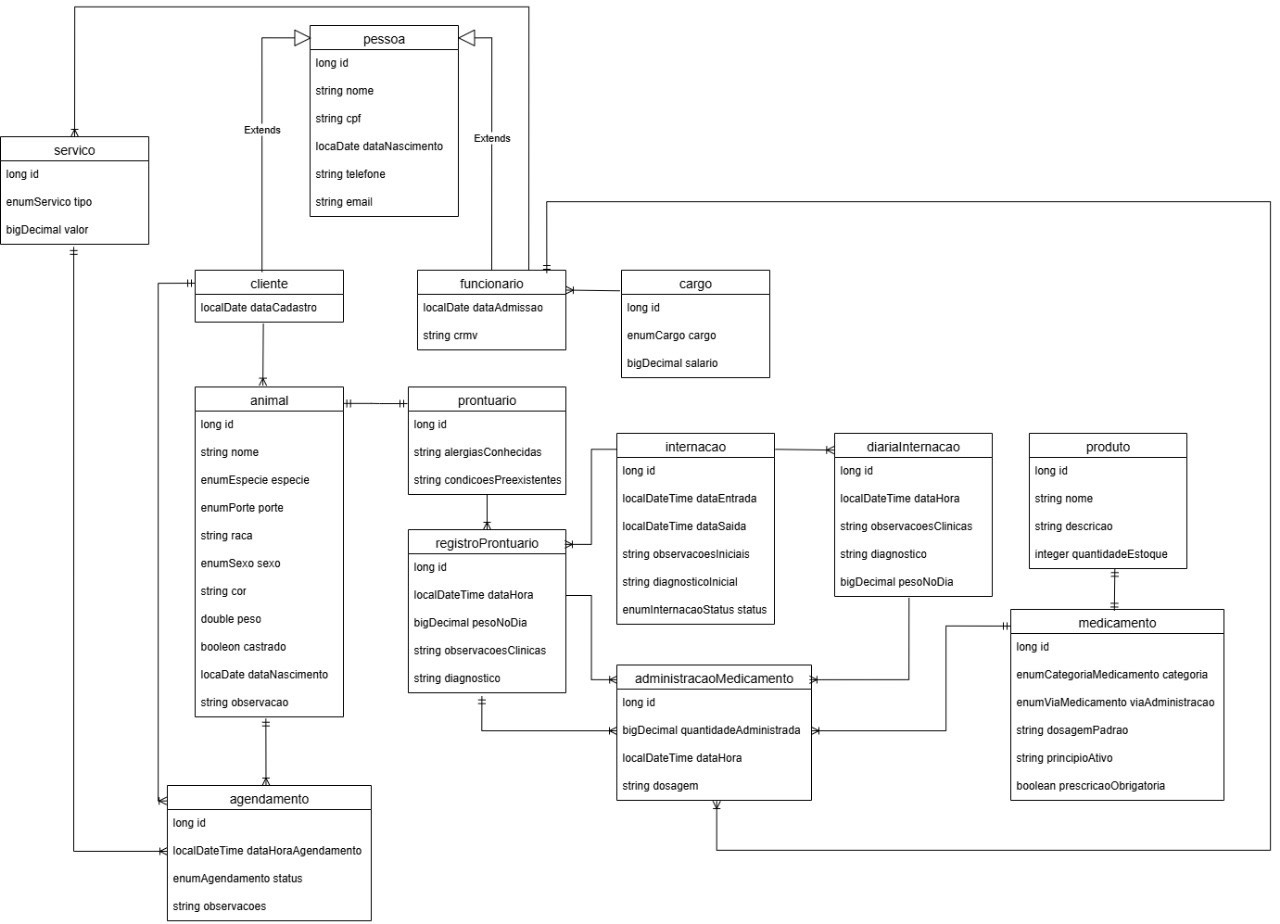 pessoa
long id
string nome
string cpf
locaDate dataNascimento
string telefone
string email
Extends
Extends
servico
long id
enumServico tipo
bigDecimal valor
cliente
localDate dataCadastro
funcionario
localDate dataAdmissao
string crmv
cargo
long id
enumCargo cargo
bigDecimal salario
animal
long id
string nome
enumEspecie especie
enumPorte porte
string raca
enumSexo sexo
string cor
double peso
booleon castrado
locaDate dataNascimento
string observacao
prontuario
long id
string alergiasConhecidas
string condicoesPreexistentes
registroProntuario
long id
localDateTime dataHora
bigDecimal pesoNoDia
string observacoesClinicas
string diagnostico
internacao
long id
localDateTime dataEntrada
localDateTime dataSaida
string observacoesIniciais
string diagnosticoInicial
enumInternacaoStatus status
diariaInternacao
long id
localDateTime dataHora
string observacoesClinicas
string diagnostico
bigDecimal pesoNoDia
produto
long id
string nome
string descricao
integer quantidadeEstoque
medicamento
long id
enumCategoriaMedicamento categoria
enumViaMedicamento viaAdministracao
string dosagemPadrao
string principioAtivo
boolean prescricaoObrigatoria
administracaoMedicamento
long id
bigDecimal quantidadeAdministrada
localDateTime dataHora
string dosagem
agendamento
long id
localDateTime dataHoraAgendamento
enumAgendamento status
string observacoes